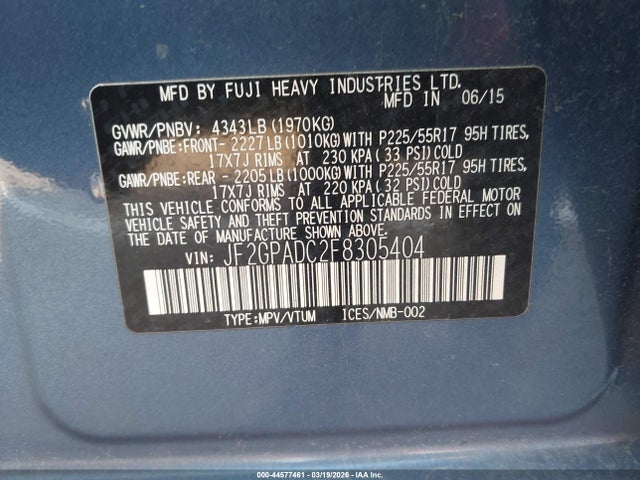 MFD BY FUJI HEAVY INDUSTRIES LTD.
MFD IN 06/15
GVWR/PNBV: 4343LB (1970KG)
GAWR/PNBE:FRONT- 2227LB (1010KG) WITH P225/55R17 95H TIRES,
17X7J RIMS AT 230 KPA (33 PSI) COLD
GAWR/PNBE:REAR - 2205LB (1000KG) WITH P225/55R17 95H TIRES,
17X7J RIMS AT 220 KPA (32 PSI) COLD
THIS VEHICLE CONFORMS TO ALL APPLICABLE FEDERAL MOTOR
VEHICLE SAFETY AND THEFT PREVENTION STANDARDS IN EFFECT
ON THE DATE OF MANUFACTURE SHOWN ABOVE.
VIN: JF2GPADC2F8305404
TYPE:MPV/VTUM ICES/NMB-002
000-44577461 - 03/19/2026 - IAA Corp.